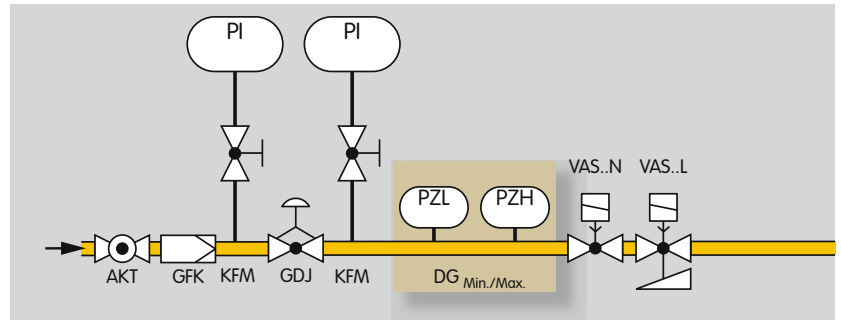 PI PI
VAS..N VAS..L
PZL PZH
AKT GFK KFM GDJ KFM DG Min./Max.